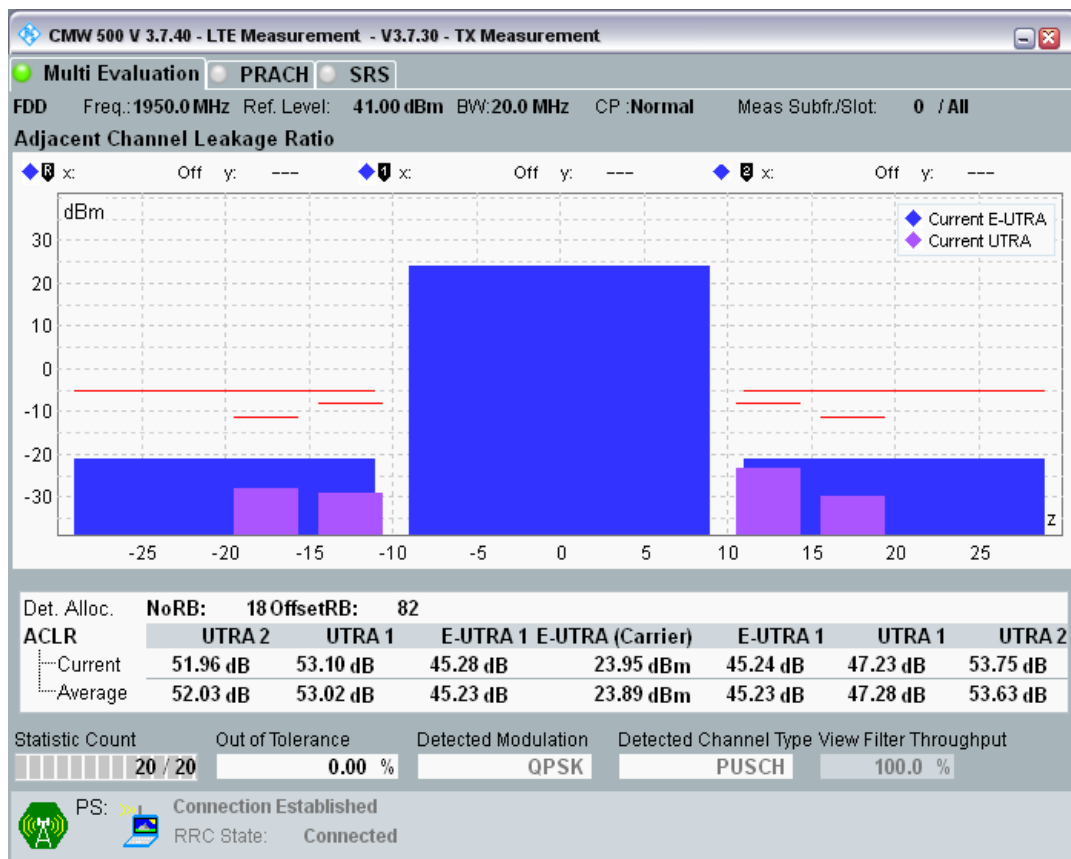 CMW 500 V 3.7.40 - LTE Measurement - V3.7.30 - TX Measurement
Multi Evaluation PRACH SRS
FDD Freq.:1950.0 MHz Ref. Level: 41.00 dBm BW:20.0 MHz CP :Normal Meas Subfr./Slot: 0 / All
Adjacent Channel Leakage Ratio
R x: Off y: --- 1 x: Off y: --- 2 x: Off y: ---
dBm
Current E-UTRA
Current UTRA
30
20
10
0
-10
-20
-30
z
-25 -20 -15 -10 -5 0 5 10 15 20 25
Det. Alloc. NoRB: 18 OffsetRB: 82
ACLR UTRA 2 UTRA 1 E-UTRA 1 E-UTRA (Carrier) E-UTRA 1 UTRA 1 UTRA 2
Current 51.96 dB 53.10 dB 45.28 dB 23.95 dBm 45.24 dB 47.23 dB 53.75 dB
Average 52.03 dB 53.02 dB 45.23 dB 23.89 dBm 45.23 dB 47.28 dB 53.63 dB
Statistic Count Out of Tolerance Detected Modulation Detected Channel Type View Filter Throughput
20 / 20 0.00 % QPSK PUSCH 100.0 %
PS: Connection Established
RRC State: Connected